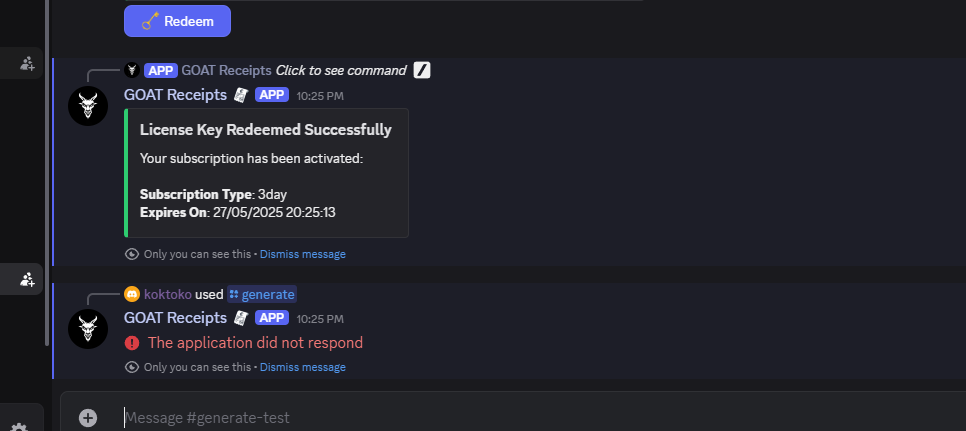 Redeem
APP GOAT Receipts Click to see command
GOAT Receipts APP 10:25 PM
License Key Redeemed Successfully
Your subscription has been activated:
Subscription Type: 3day
Expires On: 27/05/2025 20:25:13
Only you can see this • Dismiss message
koktoko used generate
GOAT Receipts APP 10:25 PM
The application did not respond
Only you can see this • Dismiss message
Message #generate-test